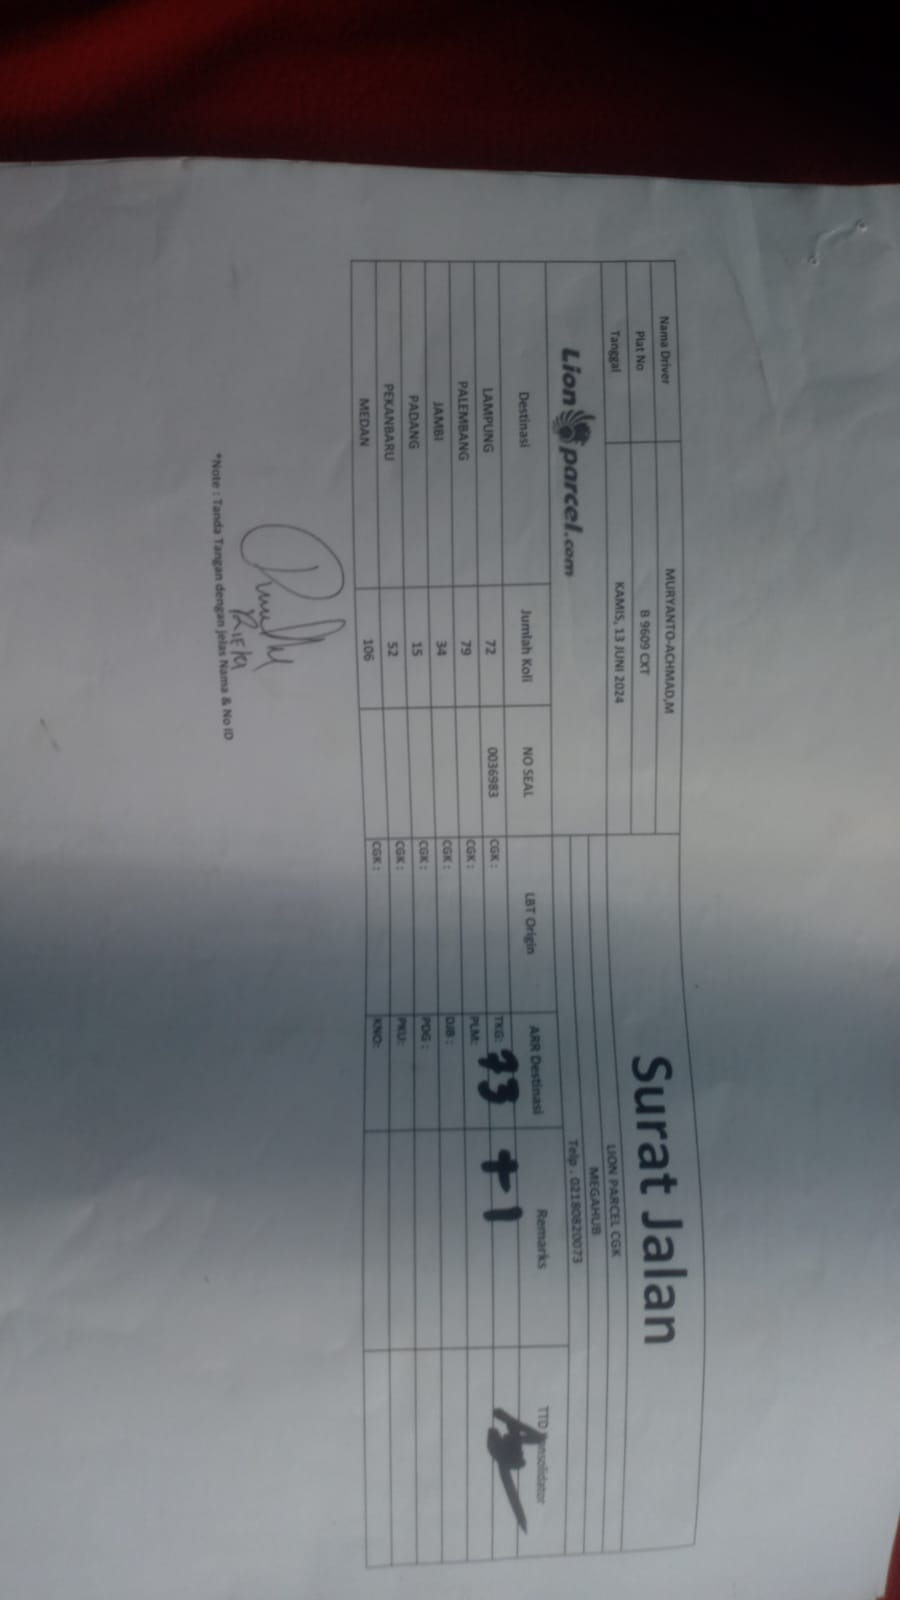 Surat Jalan
Nama Driver MURYANTO-ACHMAD,M
Plat No B 9609 CXT
Tanggal KAMIS, 13 JUNI 2024
LION PARCEL CGK
MEGAHUB
Telp . 02180820073
Lion parcel.com
Destinasi Jumlah Koli NO SEAL LBT Origin ARR Destinasi Remarks TTD Konsolidator
LAMPUNG 72 0036983 CGK : TKG: 73 +1
PALEMBANG 79 CGK : PLM:
JAMBI 34 CGK : DJB :
PADANG 15 CGK : PDG :
PEKANBARU 52 CGK : PKU:
MEDAN 106 CGK : KNO:
*Note : Tanda Tangan dengan jelas Nama & No ID